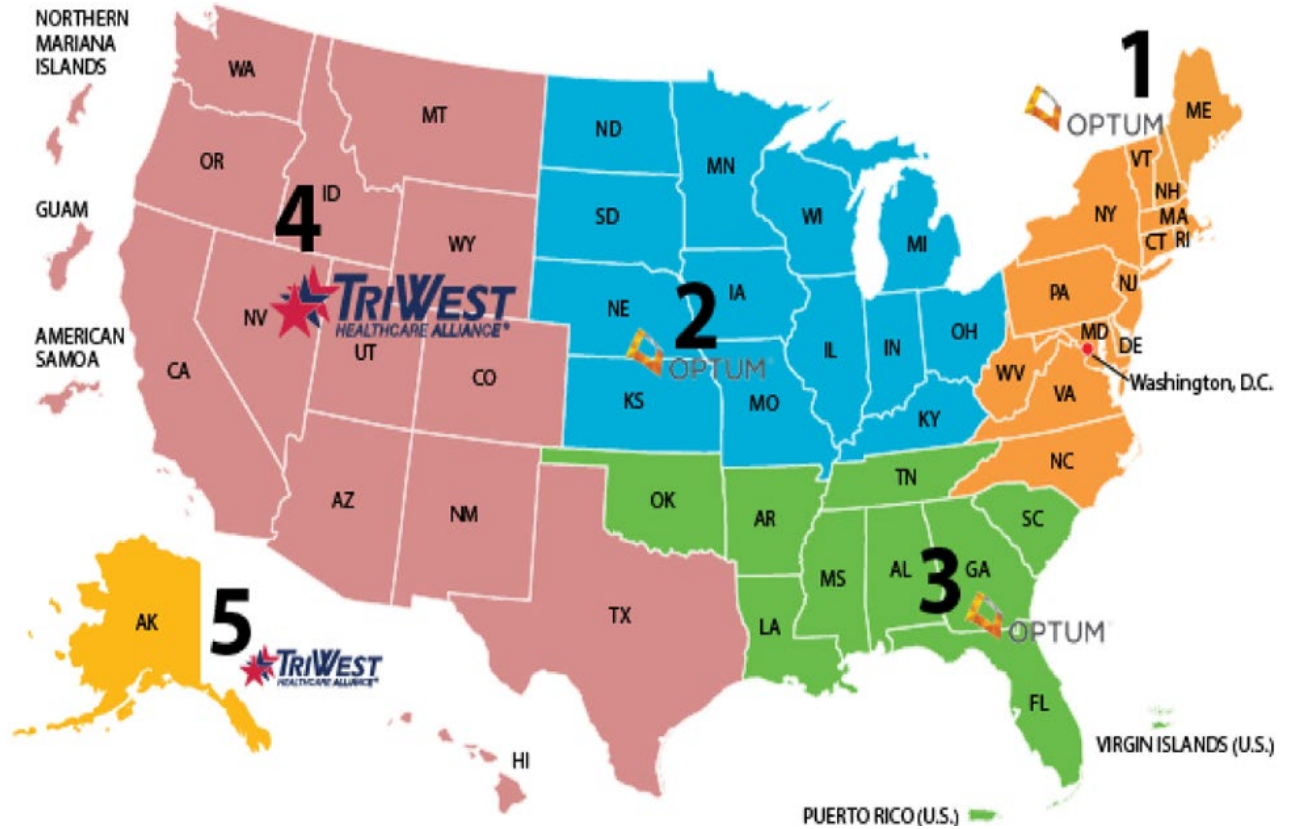 NORTHERN
MARIANA
ISLANDS
GUAM
AMERICAN
SAMOA
1
OPTUM
ME
VT
NH
NY
MA
CT RI
PA
NJ
MD
DE
Washington, D.C.
WV
VA
NC
WA
MT
OR
ID
4
WY
TRIWEST
HEALTHCARE ALLIANCE®
NV
UT
CO
CA
AZ
NM
TX
HI
ND
MN
SD
WI
MI
NE
2
IA
OPTUM®
IL
IN
OH
KS
MO
KY
OK
AR
TN
SC
MS
AL
3
GA
OPTUM
LA
FL
VIRGIN ISLANDS (U.S.)
PUERTO RICO (U.S.)
AK
5
TRIWEST
HEALTHCARE ALLIANCE®